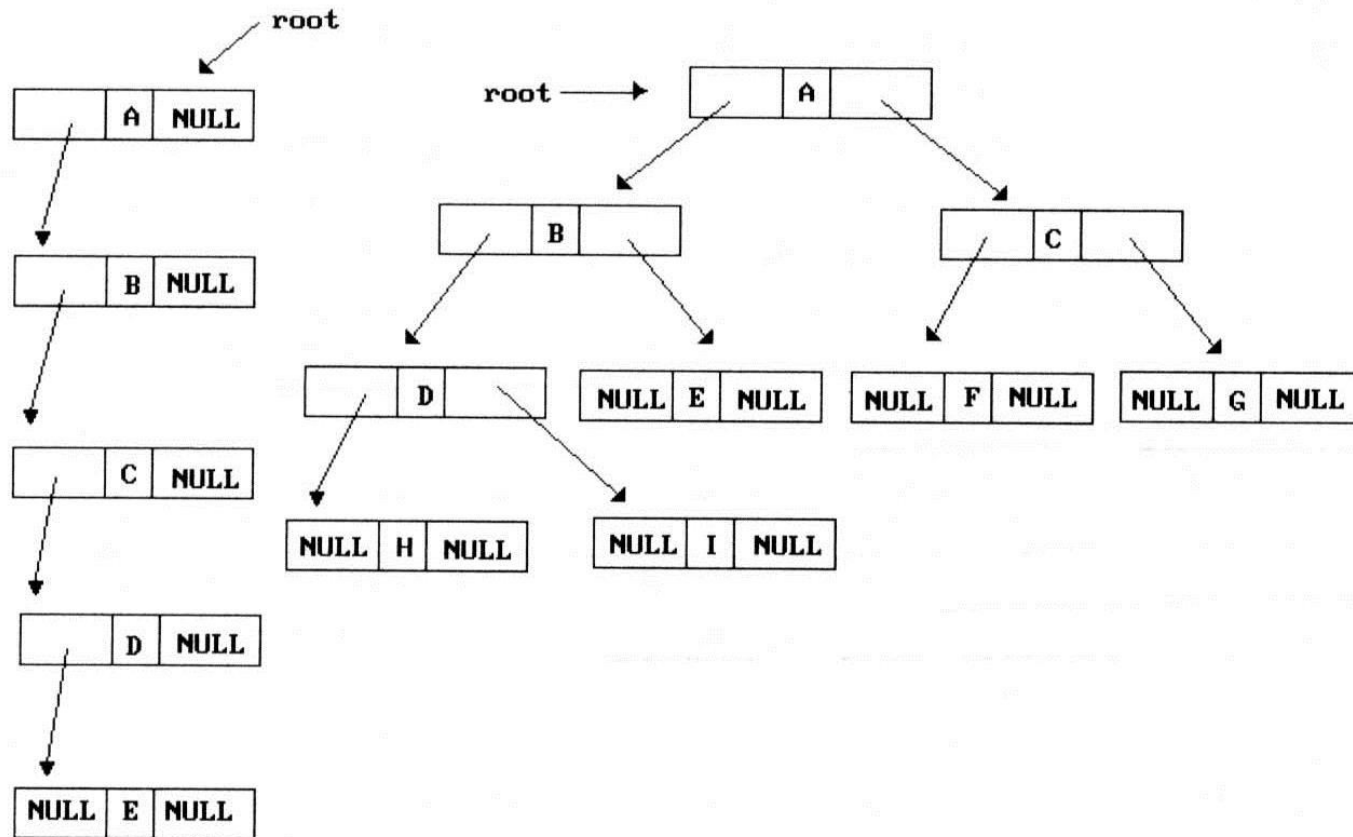 root
A NULL
B NULL
C NULL
D NULL
NULL E NULL
root
A
B
C
D
NULL E NULL
NULL F NULL
NULL G NULL
NULL H NULL
NULL I NULL